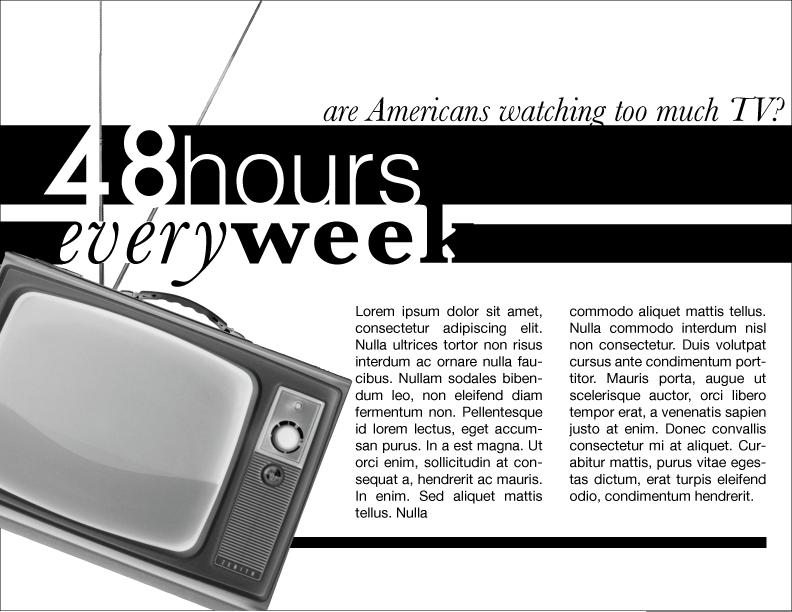 are Americans watching too much TV?
48hours
everyweek
Lorem ipsum dolor sit amet,
consectetur adipiscing elit.
Nulla ultrices tortor non risus
interdum ac ornare nulla fau-
cibus. Nullam sodales biben-
dum leo, non eleifend diam
fermentum non. Pellentesque
id lorem lectus, eget accum-
san purus. In a est magna. Ut
orci enim, sollicitudin at con-
sequat a, hendrerit ac mauris.
In enim. Sed aliquet mattis
tellus. Nulla
commodo aliquet mattis tellus.
Nulla commodo interdum nisl
non consectetur. Duis volutpat
cursus ante condimentum port-
titor. Mauris porta, augue ut
scelerisque auctor, orci libero
tempor erat, a venenatis sapien
justo at enim. Donec convallis
consectetur mi at aliquet. Cur-
abitur mattis, purus vitae eges-
tas dictum, erat turpis eleifend
odio, condimentum hendrerit.
ZENITH